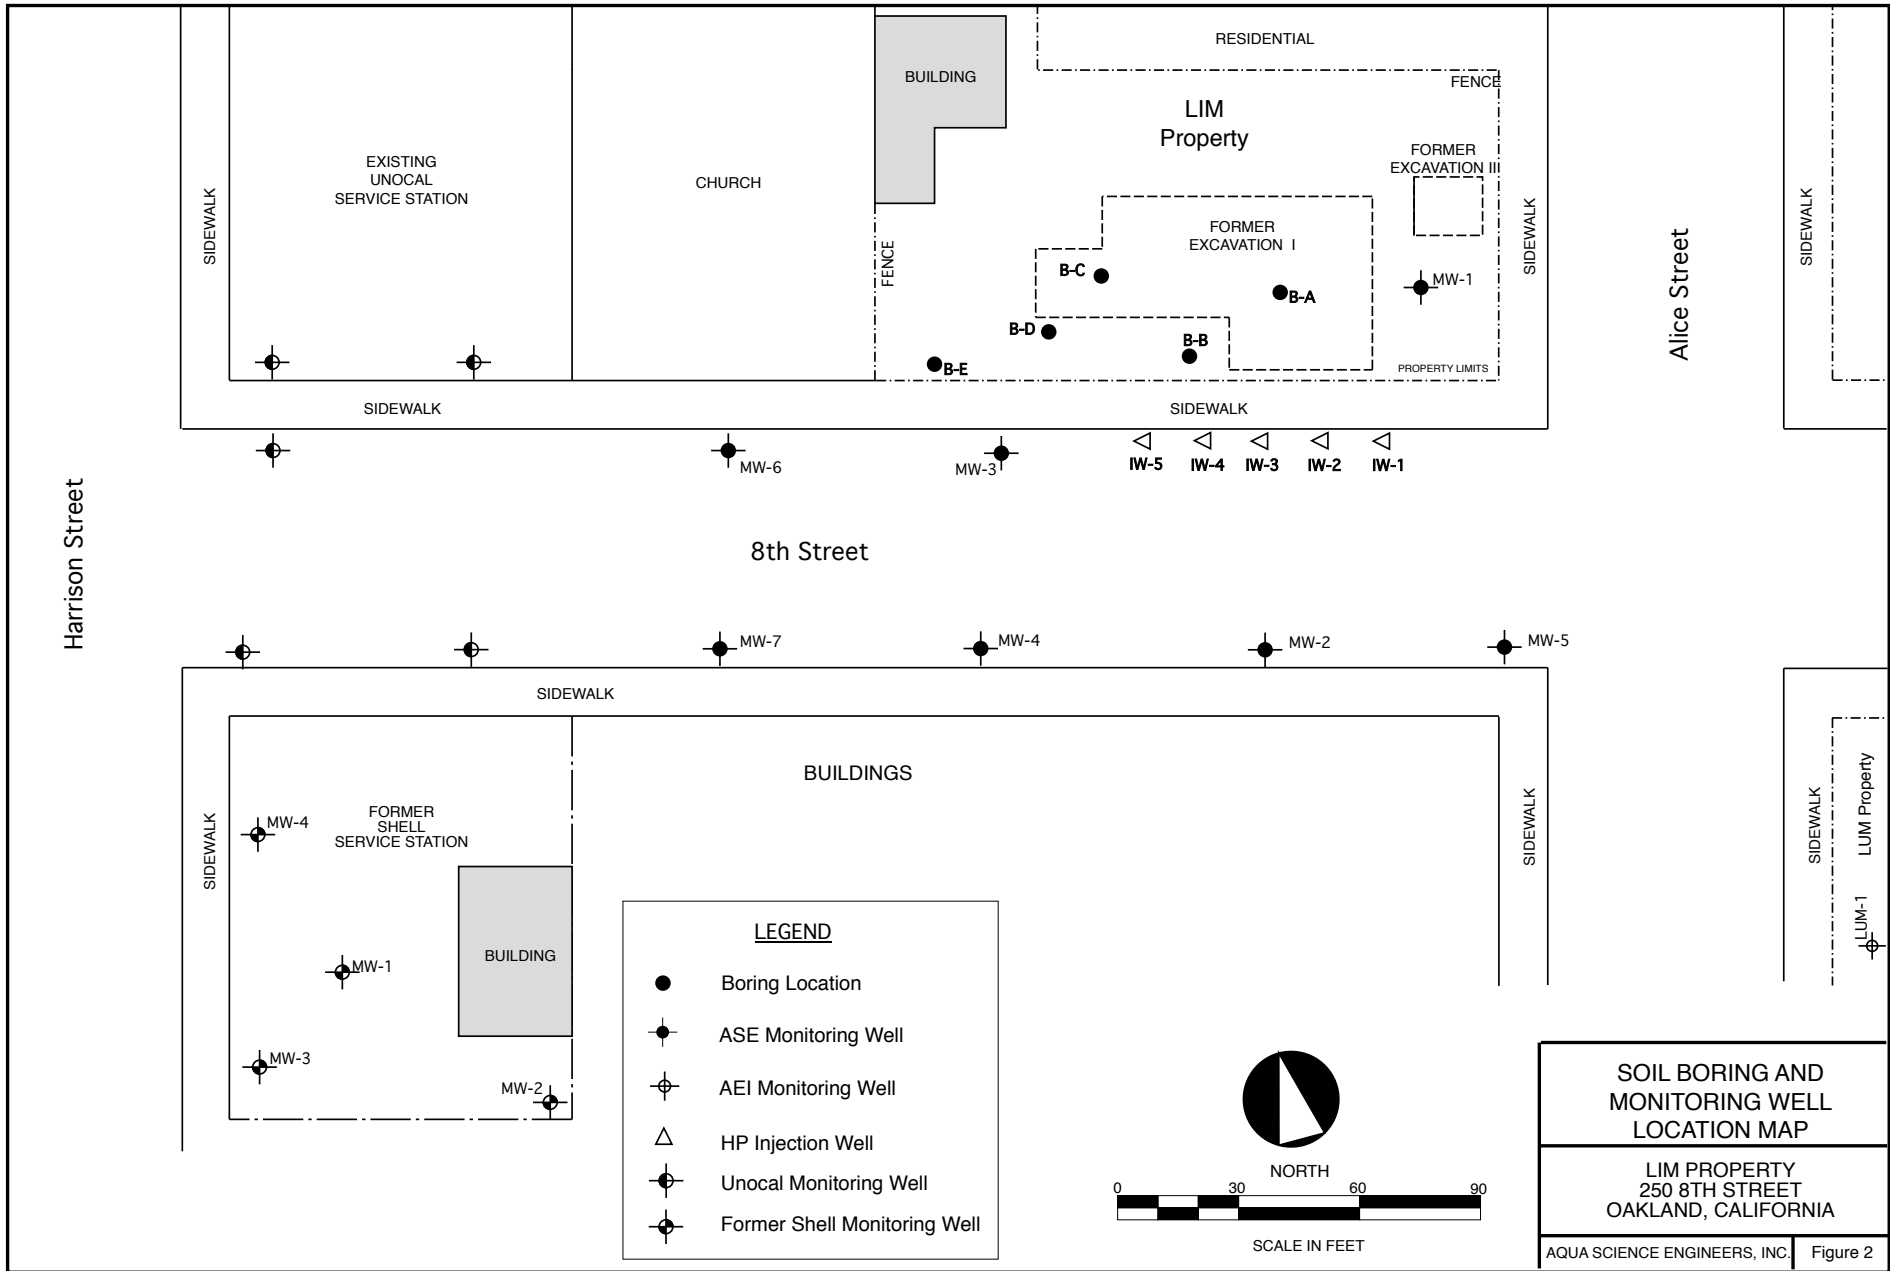 RESIDENTIAL
BUILDING
FENCE
LIM
Property
FORMER
EXCAVATION III
EXISTING
UNOCAL
SERVICE STATION
CHURCH
SIDEWALK
SIDEWALK
SIDEWALK
FORMER
EXCAVATION I
FENCE
Alice Street
B-C
B-A
MW-1
B-D
B-B
B-E
PROPERTY LIMITS
SIDEWALK
SIDEWALK
MW-6
MW-3
IW-5
IW-4
IW-3
IW-2
IW-1
Harrison Street
8th Street
MW-7
MW-4
MW-2
MW-5
SIDEWALK
BUILDINGS
FORMER
SHELL
SERVICE STATION
MW-4
SIDEWALK
SIDEWALK
SIDEWALK
LUM Property
LUM-1
BUILDING
MW-1
MW-3
MW-2
LEGEND
Boring Location
ASE Monitoring Well
AEI Monitoring Well
HP Injection Well
Unocal Monitoring Well
Former Shell Monitoring Well
NORTH
0 30 60 90
SCALE IN FEET
SOIL BORING AND
MONITORING WELL
LOCATION MAP
LIM PROPERTY
250 8TH STREET
OAKLAND, CALIFORNIA
AQUA SCIENCE ENGINEERS, INC.
Figure 2